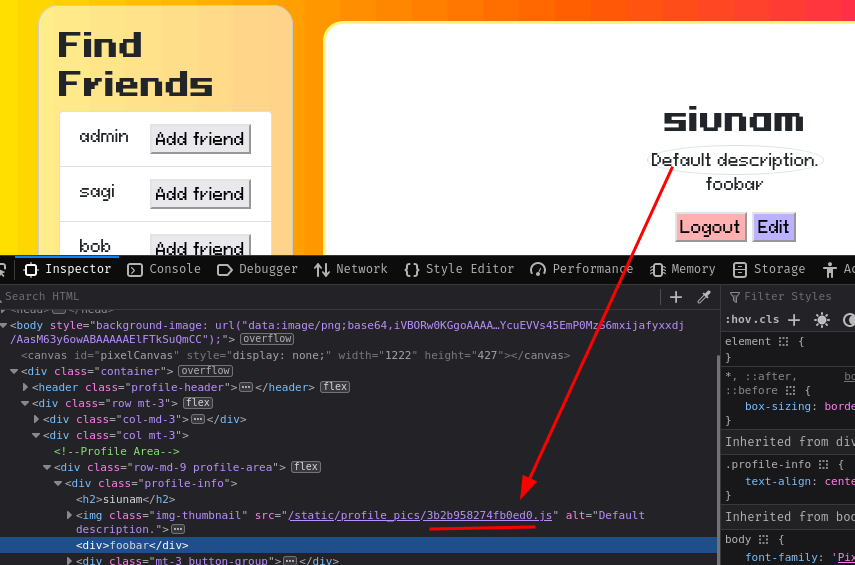 Find
Friends
admin Add friend
sagi Add friend
bob Add friend
siunam
Default description.
foobar
Logout Edit
Inspector Console Debugger Network Style Editor Performance Memory Storage
Search HTML
Filter Styles
:hov .cls
<body style="background-image: url("data:image/png;base64,iVBORw0KGgoAAAA…YcuEVVs45EmP0MzS6mxijafyxxdj
/AasM63y6owABAAAAAElFTkSuQmCC");"> overflow
<canvas id="pixelCanvas" style="display: none;" width="1222" height="427"></canvas>
<div class="container"> overflow
<header class="profile-header"> </header> flex
<div class="row mt-3"> flex
<div class="col-md-3"> </div>
<div class="col mt-3">
<!--Profile Area-->
<div class="row-md-9 profile-area"> flex
<div class="profile-info">
<h2>siunam</h2>
<img class="img-thumbnail" src="/static/profile_pics/3b2b958274fb0ed0.js" alt="Default
description.">
<div>foobar</div>
<div class="mt-3 button-group"> </div>
element {
}
*, ::after,
::before {
box-sizing: borde
}
Inherited from div
.profile-info {
text-align: cente
}
Inherited from bod
body {
font-family: 'Pix